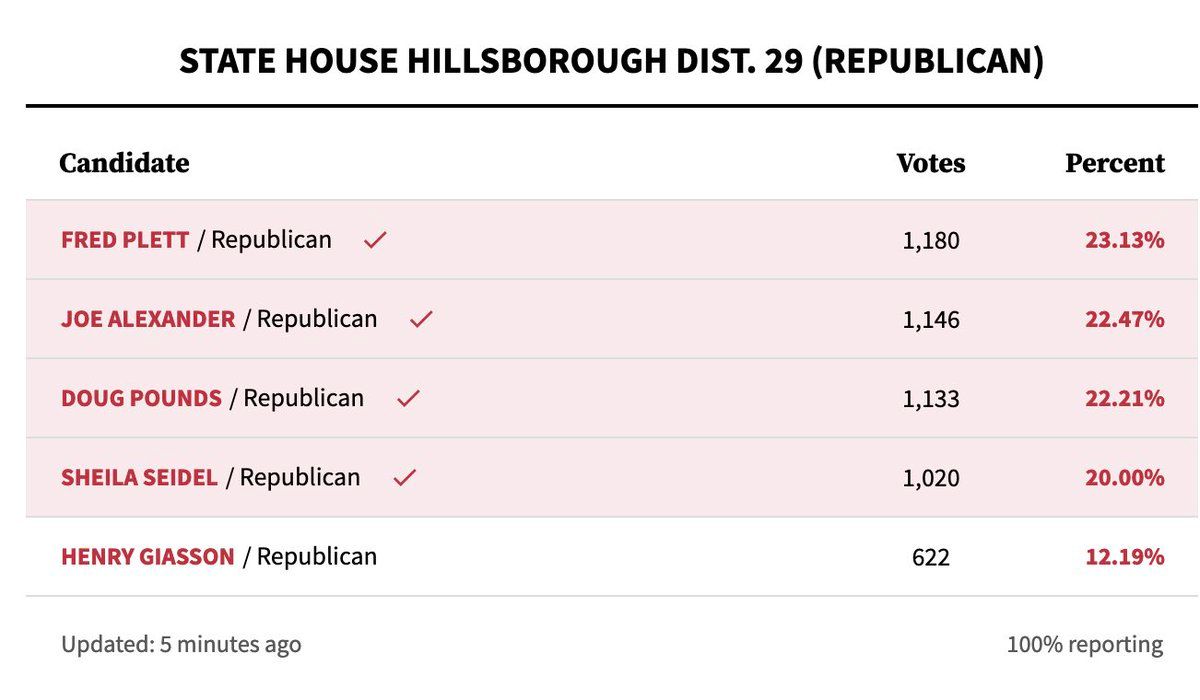 STATE HOUSE HILLSBOROUGH DIST. 29 (REPUBLICAN)
Candidate Votes Percent
FRED PLETT / Republican ✓ 1,180 23.13%
JOE ALEXANDER / Republican ✓ 1,146 22.47%
DOUG POUNDS / Republican ✓ 1,133 22.21%
SHEILA SEIDEL / Republican ✓ 1,020 20.00%
HENRY GIASSON / Republican 622 12.19%
Updated: 5 minutes ago 100% reporting